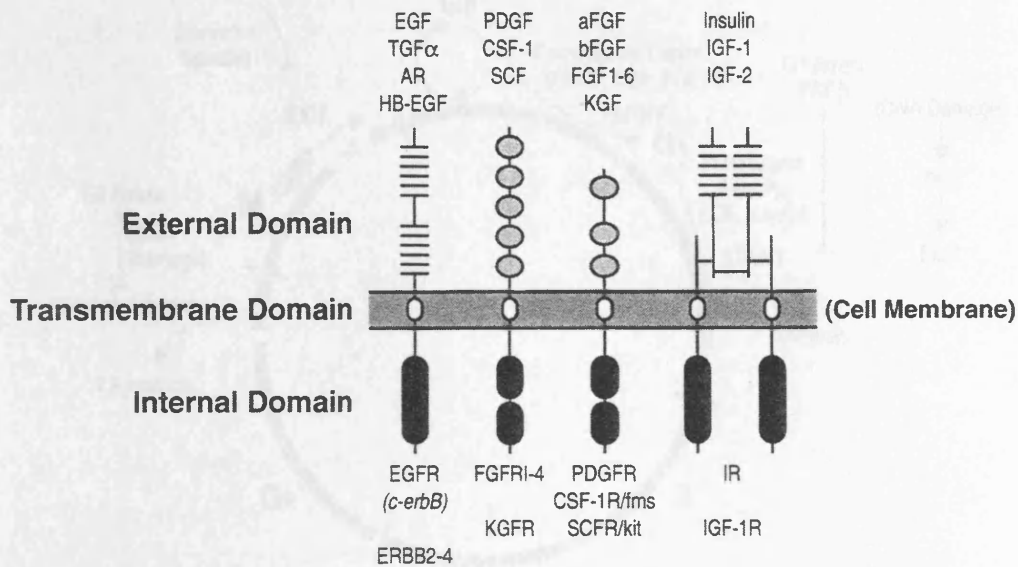 EGF
TGFα
AR
HB-EGF
PDGF
CSF-1
SCF
aFGF
bFGF
FGF1-6
KGF
Insulin
IGF-1
IGF-2
External Domain
Transmembrane Domain
(Cell Membrane)
Internal Domain
EGFR
(c-erbB)
ERBB2-4
FGFRI-4
KGFR
PDGFR
CSF-1R/fms
SCFR/kit
IR
IGF-1R